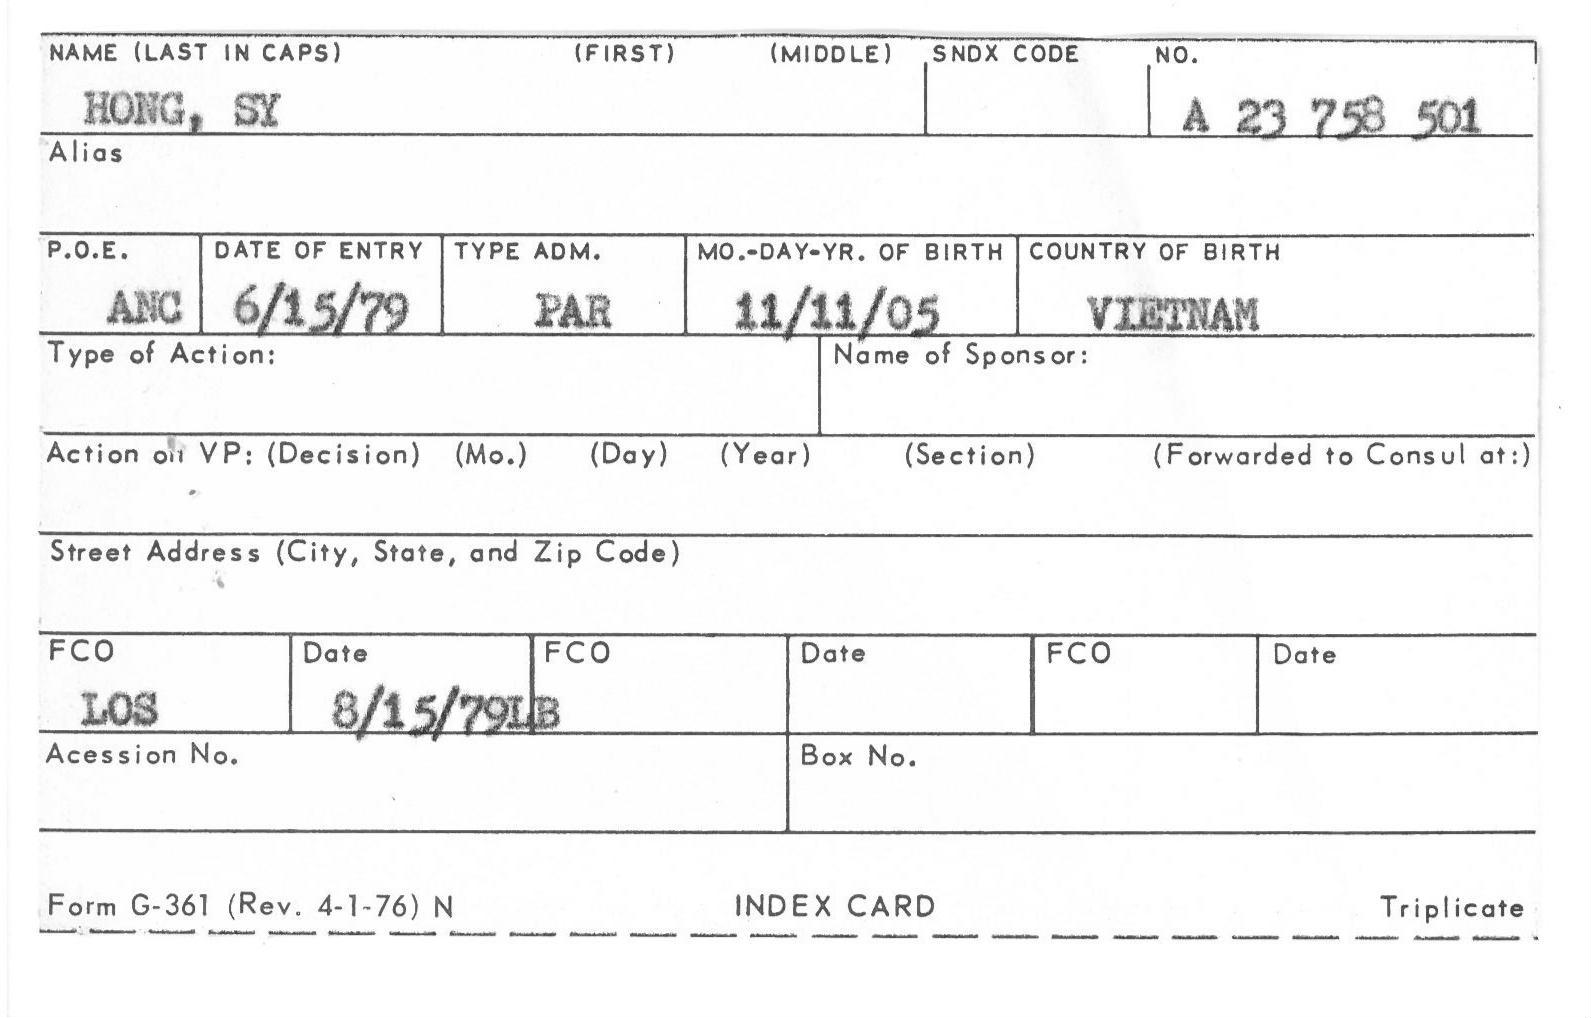 NAME (LAST IN CAPS) (FIRST) (MIDDLE) SNDX CODE NO.
HONG, SY A 23 758 501
Alias
P.O.E. DATE OF ENTRY TYPE ADM. MO.-DAY-YR. OF BIRTH COUNTRY OF BIRTH
ANC 6/15/79 PAR 11/11/05 VIETNAM
Type of Action: Name of Sponsor:
Action on VP: (Decision) (Mo.) (Day) (Year) (Section) (Forwarded to Consul at:)
Street Address (City, State, and Zip Code)
FCO Date FCO Date FCO Date
LOS 8/15/79LB
Acession No. Box No.
Form G-361 (Rev. 4-1-76) N INDEX CARD Triplicate